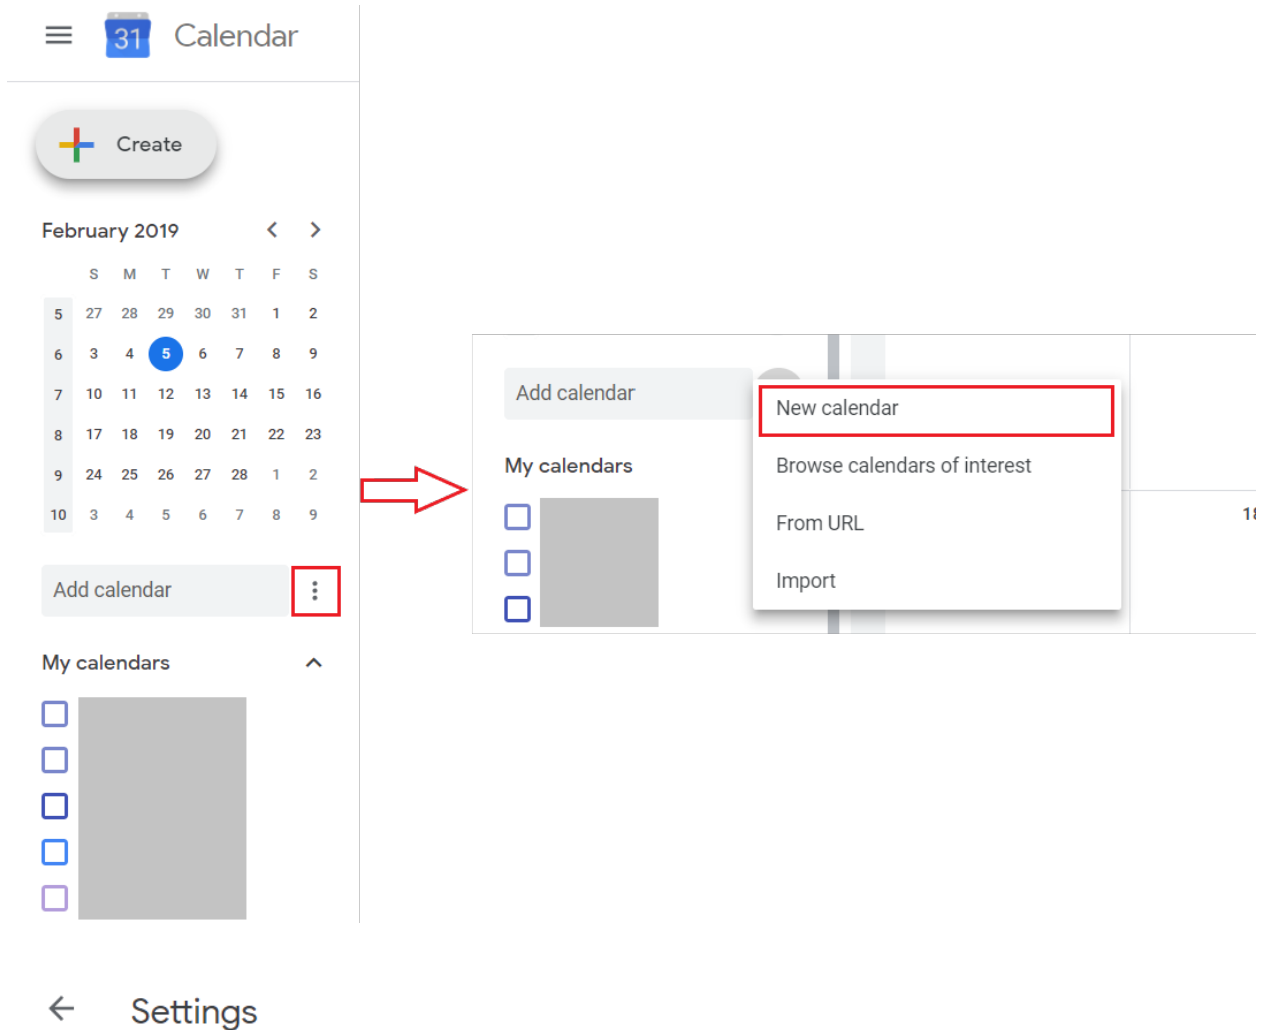 31 Calendar
Create
February 2019
S M T W T F S
5 27 28 29 30 31 1 2
6 3 4 5 6 7 8 9
7 10 11 12 13 14 15 16
8 17 18 19 20 21 22 23
9 24 25 26 27 28 1 2
10 3 4 5 6 7 8 9
Add calendar
My calendars
Add calendar
My calendars
New calendar
Browse calendars of interest
From URL
Import
Settings